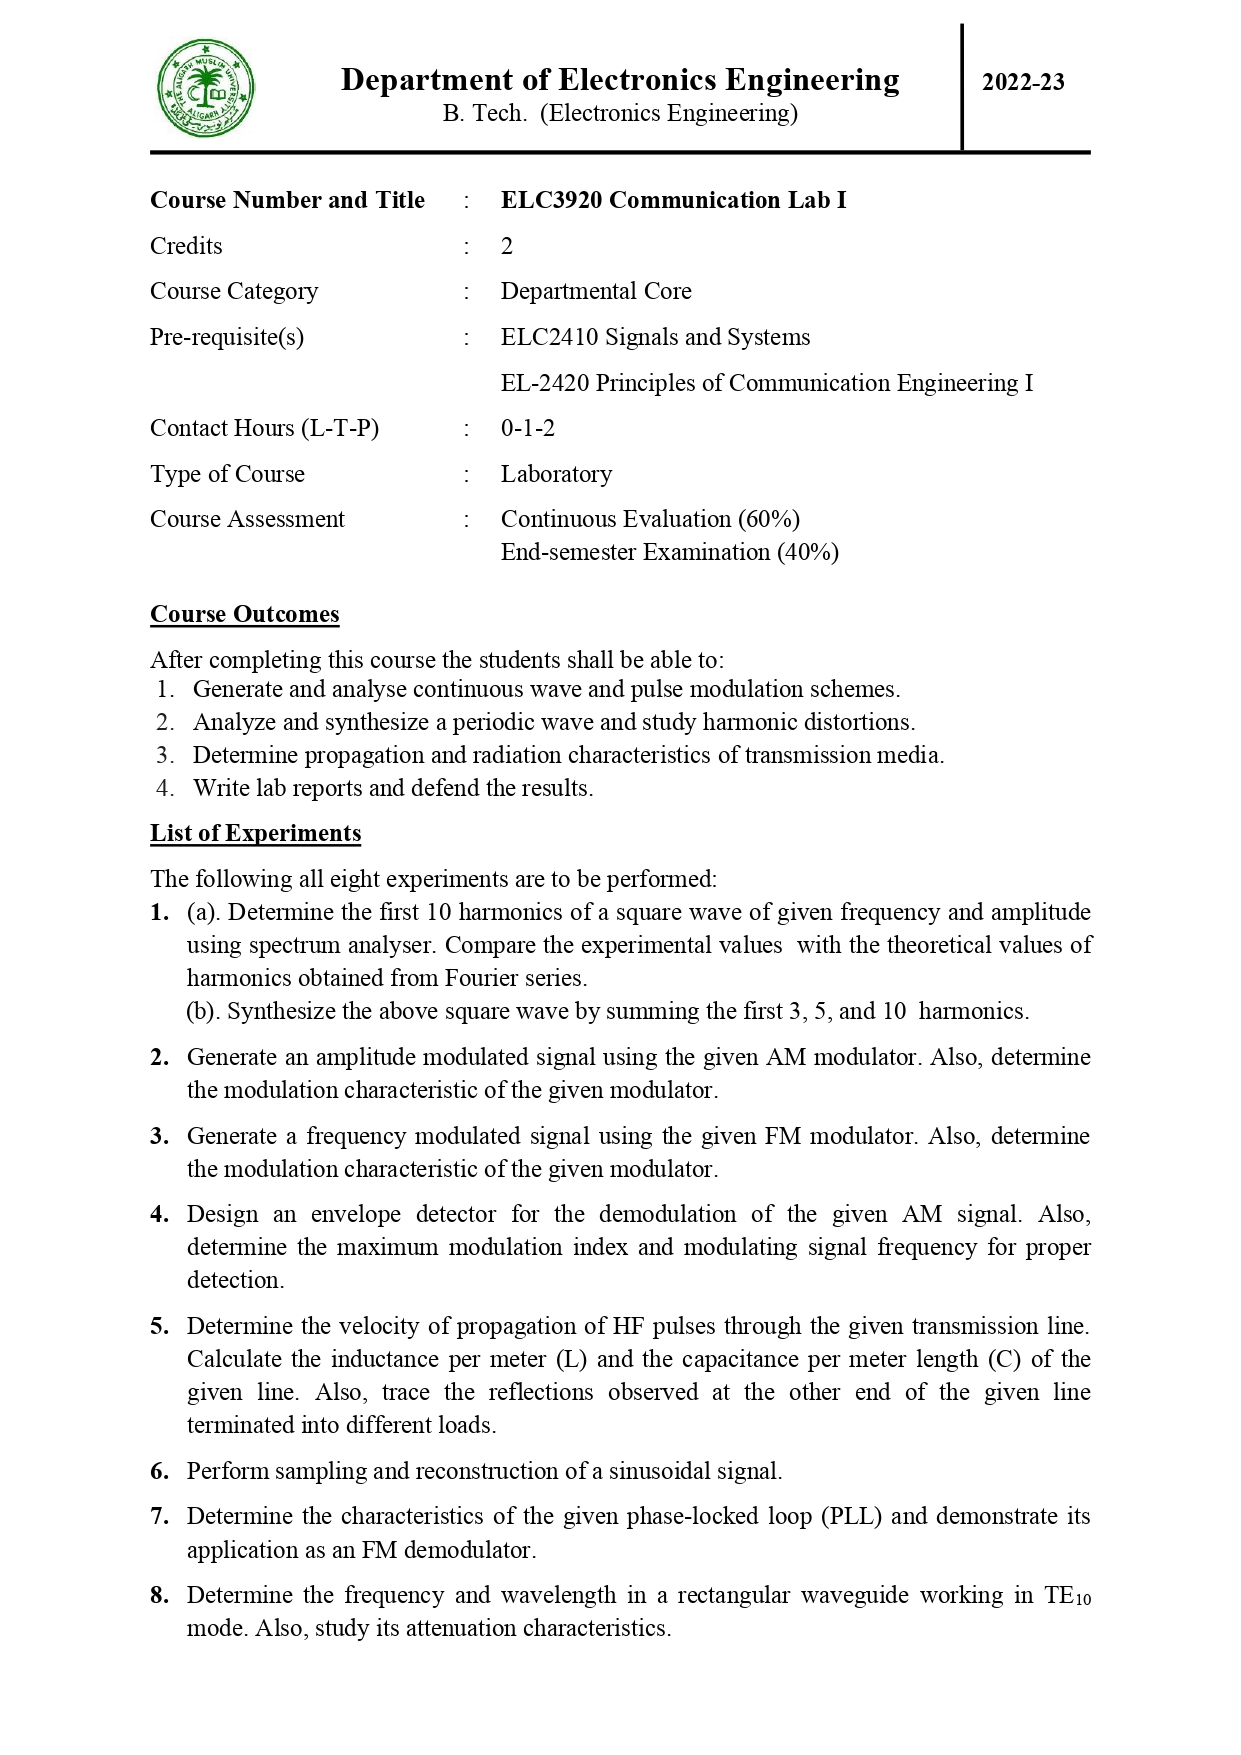 THE ALIGARH MUSLIM UNIVERSITY
ALIGARH
Department of Electronics Engineering
B. Tech.  (Electronics Engineering)
2022-23
Course Number and Title : ELC3920 Communication Lab I
Credits : 2
Course Category : Departmental Core
Pre-requisite(s) : ELC2410 Signals and Systems
EL-2420 Principles of Communication Engineering I
Contact Hours (L-T-P) : 0-1-2
Type of Course : Laboratory
Course Assessment : Continuous Evaluation (60%)
End-semester Examination (40%)
Course Outcomes
After completing this course the students shall be able to:
1. Generate and analyse continuous wave and pulse modulation schemes.
2. Analyze and synthesize a periodic wave and study harmonic distortions.
3. Determine propagation and radiation characteristics of transmission media.
4. Write lab reports and defend the results.
List of Experiments
The following all eight experiments are to be performed:
1. (a). Determine the first 10 harmonics of a square wave of given frequency and amplitude
using spectrum analyser. Compare the experimental values  with the theoretical values of
harmonics obtained from Fourier series.
(b). Synthesize the above square wave by summing the first 3, 5, and 10  harmonics.
2. Generate an amplitude modulated signal using the given AM modulator. Also, determine
the modulation characteristic of the given modulator.
3. Generate a frequency modulated signal using the given FM modulator. Also, determine
the modulation characteristic of the given modulator.
4. Design an envelope detector for the demodulation of the given AM signal. Also,
determine the maximum modulation index and modulating signal frequency for proper
detection.
5. Determine the velocity of propagation of HF pulses through the given transmission line.
Calculate the inductance per meter (L) and the capacitance per meter length (C) of the
given line. Also, trace the reflections observed at the other end of the given line
terminated into different loads.
6. Perform sampling and reconstruction of a sinusoidal signal.
7. Determine the characteristics of the given phase-locked loop (PLL) and demonstrate its
application as an FM demodulator.
8. Determine the frequency and wavelength in a rectangular waveguide working in TE10
mode. Also, study its attenuation characteristics.